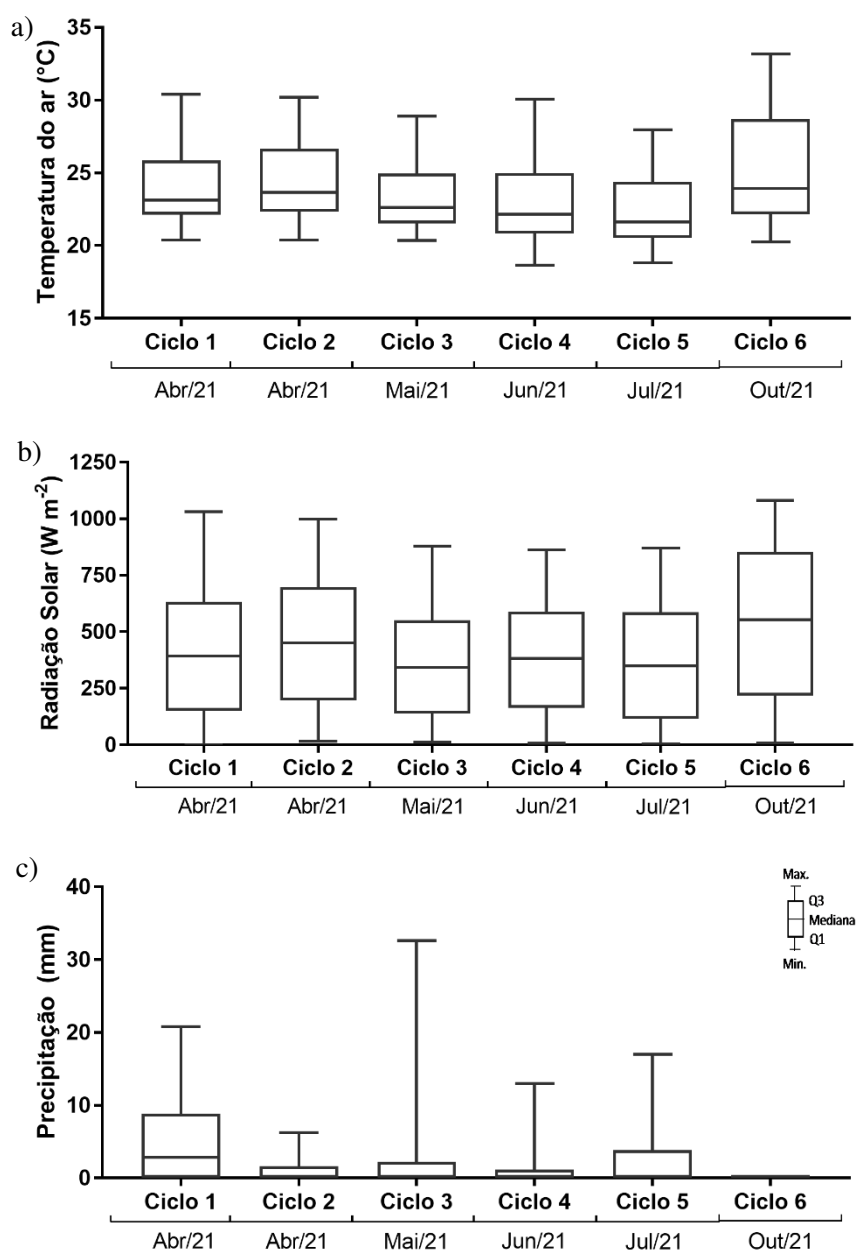 a)
Temperatura do ar (°C)
35
30
25
20
15
Ciclo 1 Ciclo 2 Ciclo 3 Ciclo 4 Ciclo 5 Ciclo 6
Abr/21 Abr/21 Mai/21 Jun/21 Jul/21 Out/21
b)
Radiação Solar (W m-2)
1250
1000
750
500
250
0
Ciclo 1 Ciclo 2 Ciclo 3 Ciclo 4 Ciclo 5 Ciclo 6
Abr/21 Abr/21 Mai/21 Jun/21 Jul/21 Out/21
c)
Precipitação (mm)
40
30
20
10
0
Max.
Q3
Mediana
Q1
Min.
Ciclo 1 Ciclo 2 Ciclo 3 Ciclo 4 Ciclo 5 Ciclo 6
Abr/21 Abr/21 Mai/21 Jun/21 Jul/21 Out/21